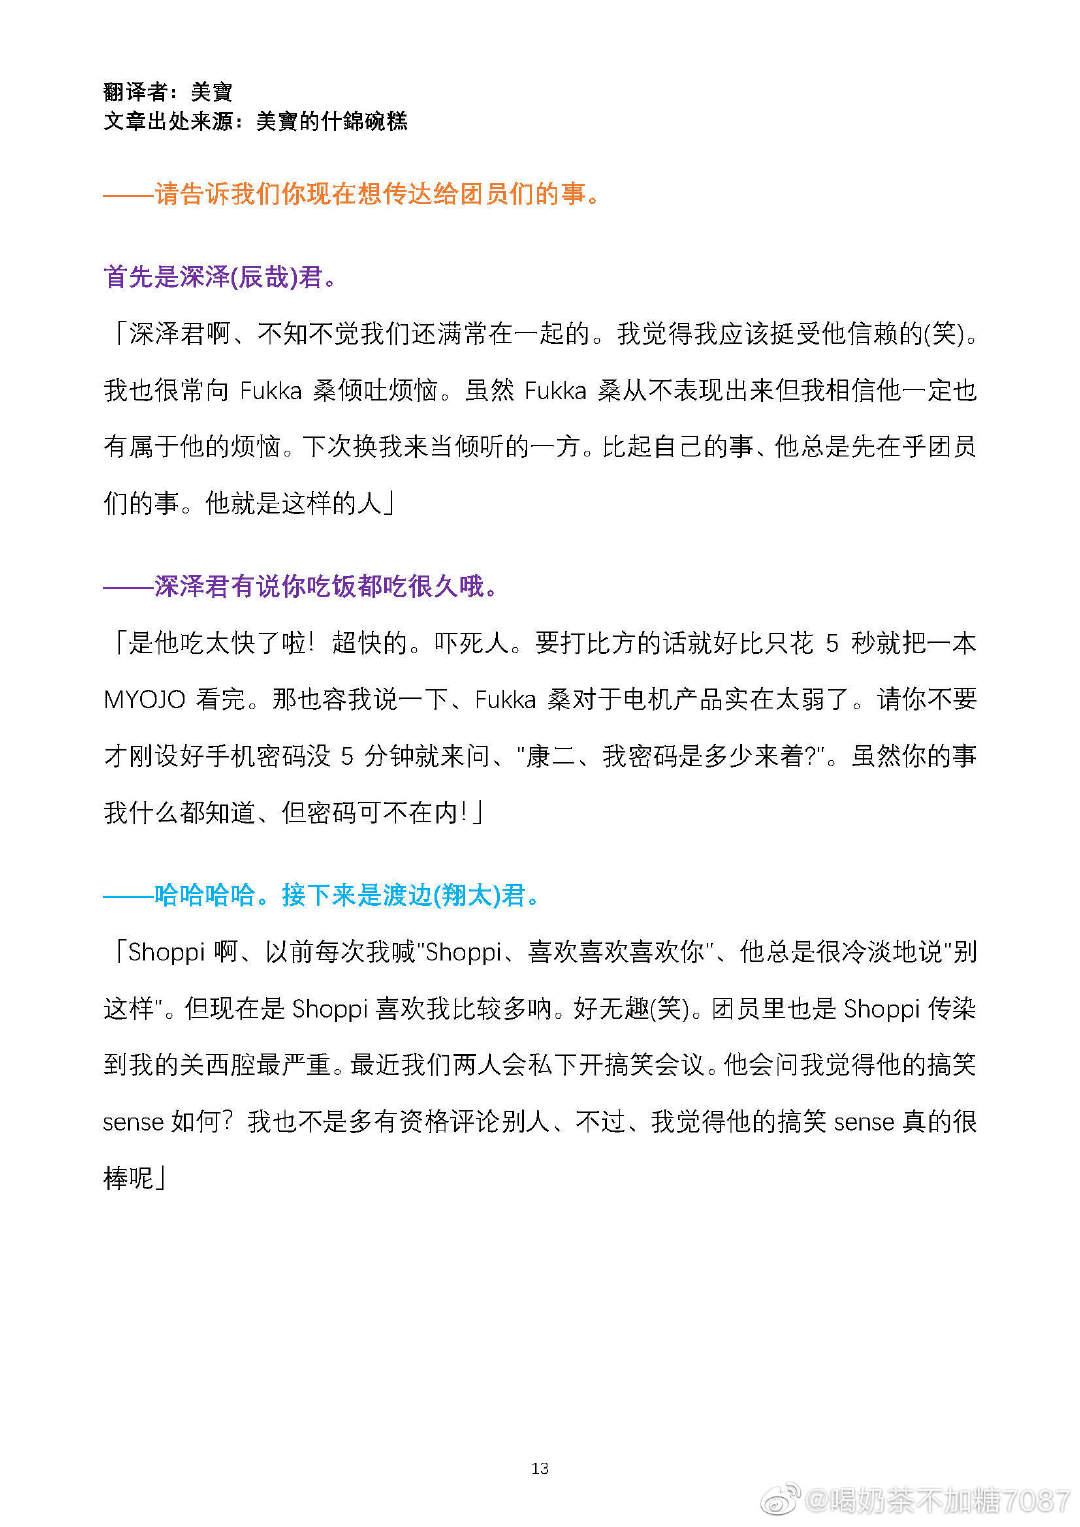 翻译者：美寶
文章出处来源：美寶的什錦碗糕
——请告诉我们你现在想传达给团员们的事。
首先是深泽(辰哉)君。
「深泽君啊、不知不觉我们还满常在一起的。我觉得我应该挺受他信赖的(笑)。
我也很常向 Fukka 桑倾吐烦恼。虽然 Fukka 桑从不表现出来但我相信他一定也
有属于他的烦恼。下次换我来当倾听的一方。比起自己的事、他总是先在乎团员
们的事。他就是这样的人」
——深泽君有说你吃饭都吃很久哦。
「是他吃太快了啦！超快的。吓死人。要打比方的话就好比只花 5 秒就把一本
MYOJO 看完。那也容我说一下、Fukka 桑对于电机产品实在太弱了。请你不要
才刚设好手机密码没 5 分钟就来问、"康二、我密码是多少来着?"。虽然你的事
我什么都知道、但密码可不在内!」
——哈哈哈哈。接下来是渡边(翔太)君。
「Shoppi 啊、以前每次我喊"Shoppi、喜欢喜欢喜欢你"、他总是很冷淡地说"别
这样"。但现在是 Shoppi 喜欢我比较多呐。好无趣(笑)。团员里也是 Shoppi 传染
到我的关西腔最严重。最近我们两人会私下开搞笑会议。他会问我觉得他的搞笑
sense 如何？我也不是多有资格评论别人、不过、我觉得他的搞笑 sense 真的很
棒呢」
13
@喝奶茶不加糖7087